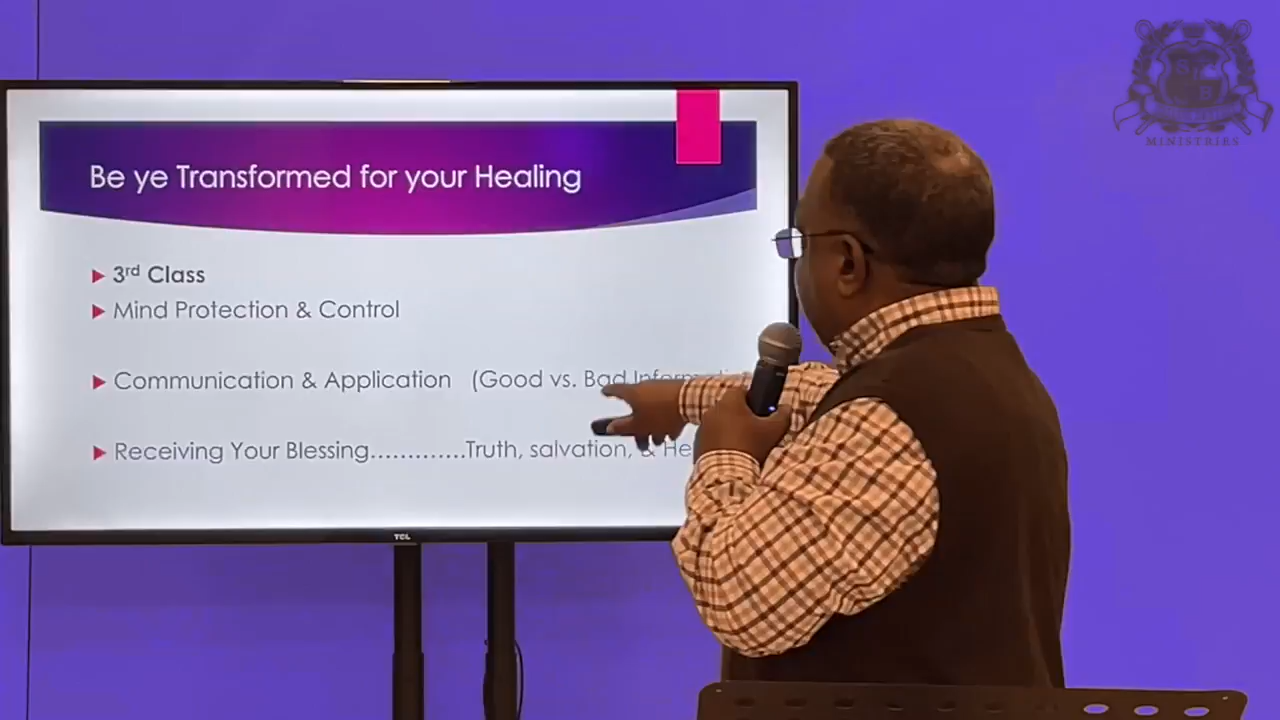 Be ye Transformed for your Healing
3rd Class
Mind Protection & Control
Communication & Application (Good vs. Bad
Receiving Your Blessing.............Truth, salvation, &
TCL
MINISTRIES